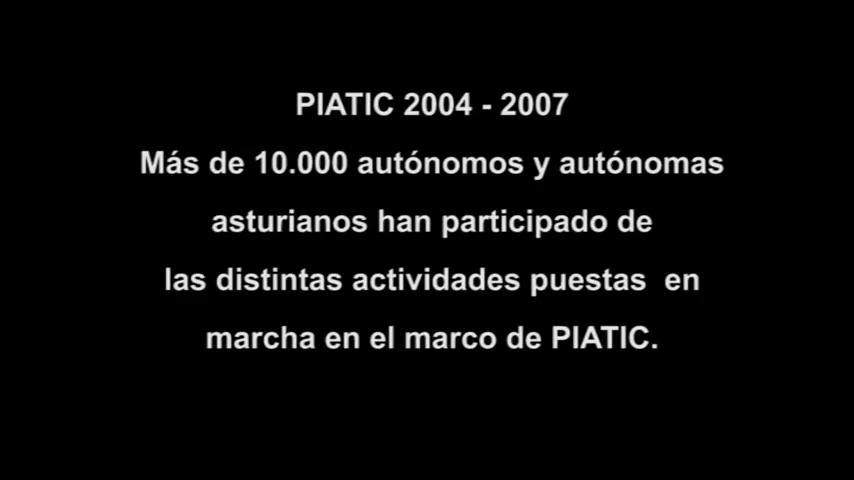 PIATIC 2004 - 2007
Más de 10.000 autónomos y autónomas
asturianos han participado de
las distintas actividades puestas  en
marcha en el marco de PIATIC.